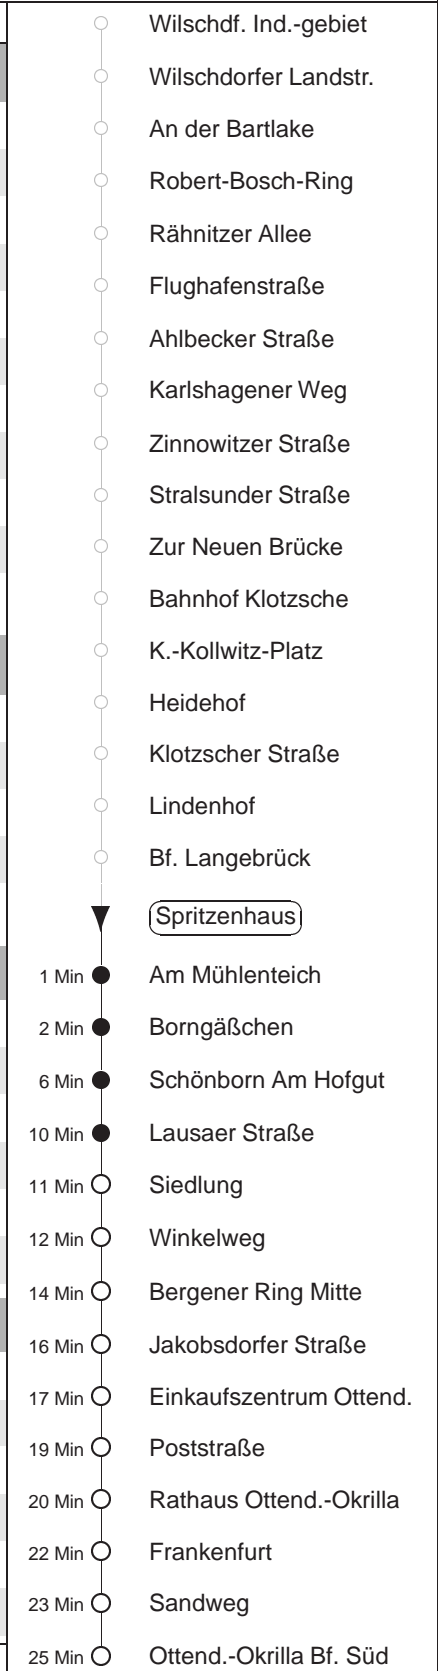 Wilschdf. Ind.-gebiet
Wilschdorfer Landstr.
An der Bartlake
Robert-Bosch-Ring
Rähnitzer Allee
Flughafenstraße
Ahlbecker Straße
Karlshagener Weg
Zinnowitzer Straße
Stralsunder Straße
Zur Neuen Brücke
Bahnhof Klotzsche
K.-Kollwitz-Platz
Heidehof
Klotzscher Straße
Lindenhof
Bf. Langebrück
Spritzenhaus
1 Min Am Mühlenteich
2 Min Borngäßchen
6 Min Schönborn Am Hofgut
10 Min Lausaer Straße
11 Min Siedlung
12 Min Winkelweg
14 Min Bergener Ring Mitte
16 Min Jakobsdorfer Straße
17 Min Einkaufszentrum Ottend.
19 Min Poststraße
20 Min Rathaus Ottend.-Okrilla
22 Min Frankenfurt
23 Min Sandweg
25 Min Ottend.-Okrilla Bf. Süd